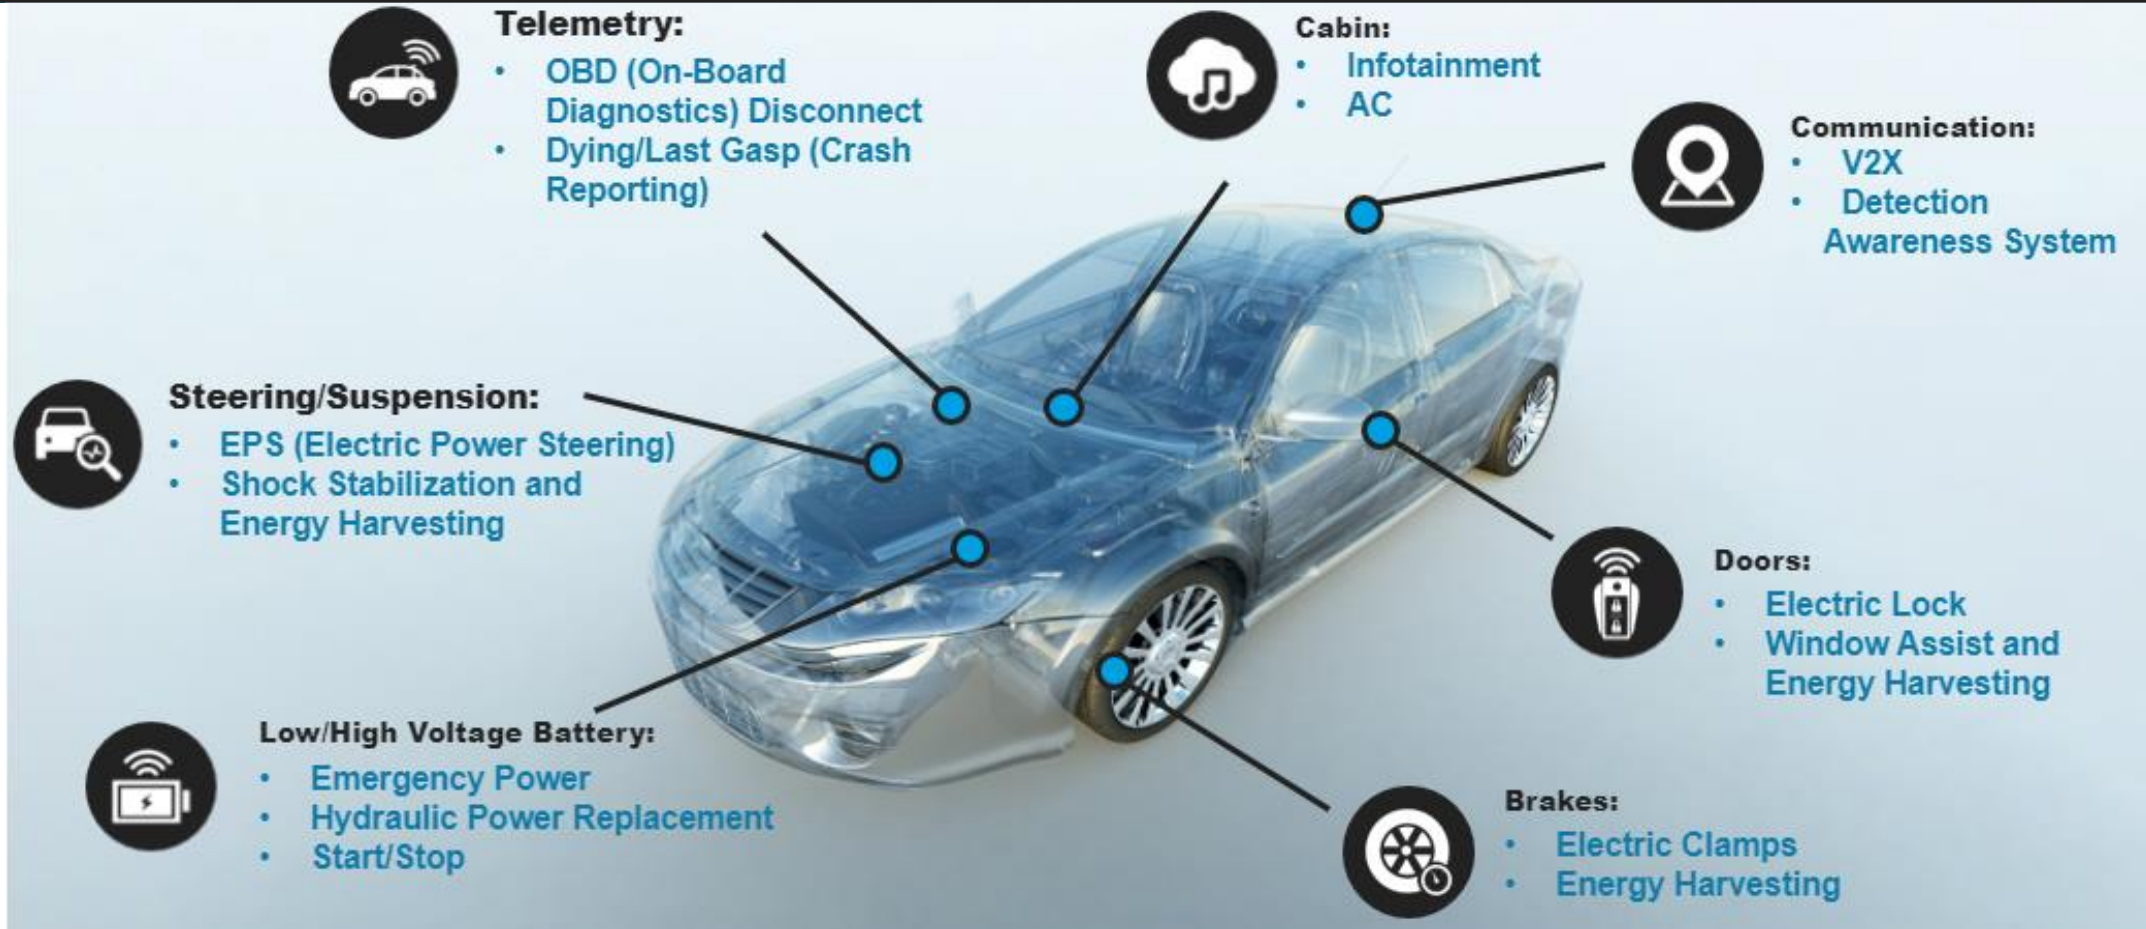 Telemetry:
• OBD (On-Board
Diagnostics) Disconnect
• Dying/Last Gasp (Crash
Reporting)
Cabin:
• Infotainment
• AC
Communication:
• V2X
• Detection
Awareness System
Steering/Suspension:
• EPS (Electric Power Steering)
• Shock Stabilization and
Energy Harvesting
Doors:
• Electric Lock
• Window Assist and
Energy Harvesting
Low/High Voltage Battery:
• Emergency Power
• Hydraulic Power Replacement
• Start/Stop
Brakes:
• Electric Clamps
• Energy Harvesting